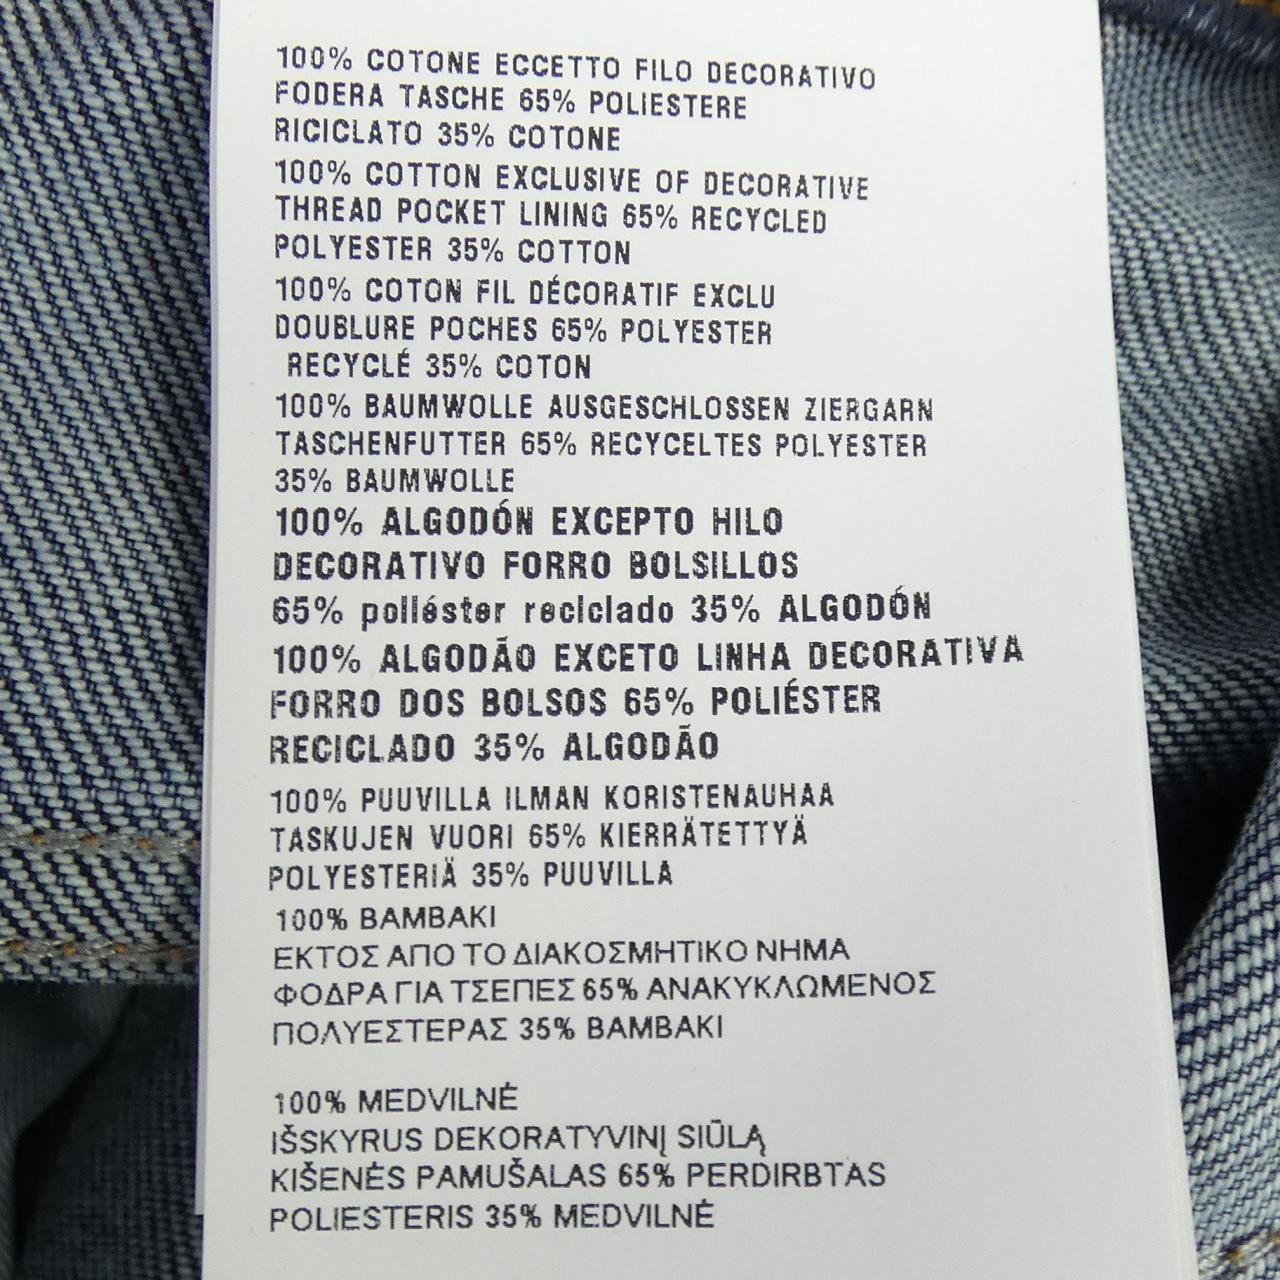 100% COTONE ECCETTO FILO DECORATIVO
FODERA TASCHE 65% POLIESTERE
RICICLATO 35% COTONE
100% COTTON EXCLUSIVE OF DECORATIVE
THREAD POCKET LINING 65% RECYCLED
POLYESTER 35% COTTON
100% COTON FIL DÉCORATIF EXCLU
DOUBLURE POCHES 65% POLYESTER
RECYCLÉ 35% COTON
100% BAUMWOLLE AUSGESCHLOSSEN ZIERGARN
TASCHENFUTTER 65% RECYCELTES POLYESTER
35% BAUMWOLLE
100% ALGODÓN EXCEPTO HILO
DECORATIVO FORRO BOLSILLOS
65% poliéster reciclado 35% ALGODÓN
100% ALGODÃO EXCETO LINHA DECORATIVA
FORRO DOS BOLSOS 65% POLIÉSTER
RECICLADO 35% ALGODÃO
100% PUUVILLA ILMAN KORISTENAUHAA
TASKUJEN VUORI 65% KIERRÄTETTYÄ
POLYESTERIÄ 35% PUUVILLA
100% ΒΑΜΒΑΚΙ
ΕΚΤΟΣ ΑΠΟ ΤΟ ΔΙΑΚΟΣΜΗΤΙΚΟ ΝΗΜΑ
ΦΟΔΡΑ ΓΙΑ ΤΣΕΠΕΣ 65% ΑΝΑΚΥΚΛΩΜΕΝΟΣ
ΠΟΛΥΕΣΤΕΡΑΣ 35% ΒΑΜΒΑΚΙ
100% MEDVILNĖ
IŠSKYRUS DEKORATYVINĮ SIŪLĄ
KIŠENĖS PAMUŠALAS 65% PERDIRBTAS
POLIESTERIS 35% MEDVILNĖ